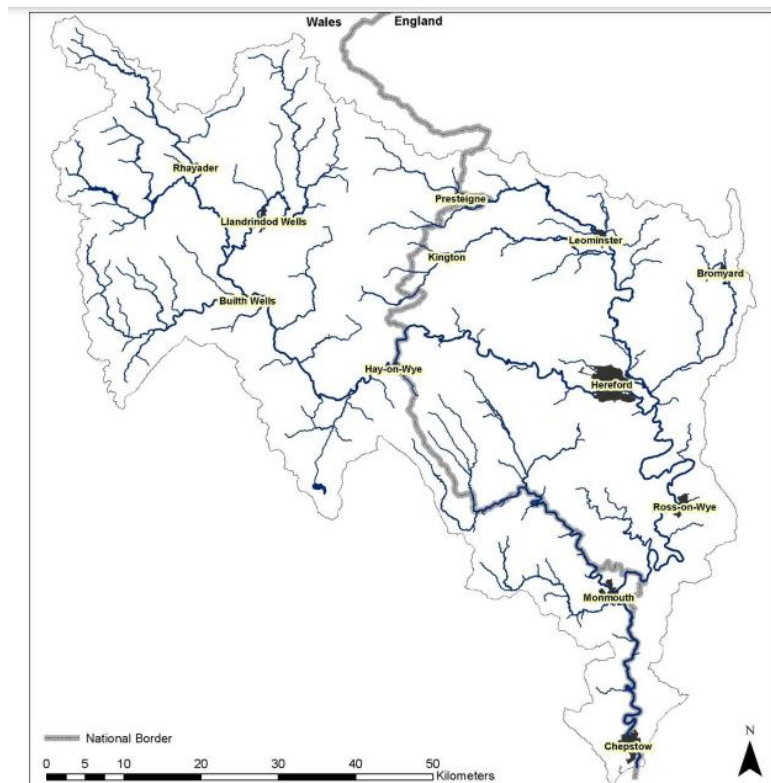 Wales England
Rhayader
Presteigne
Llandrindod Wells
Leominster
Kington
Bromyard
Builth Wells
Hay-on-Wye
Hereford
Ross-on-Wye
Monmouth
National Border
N
Chepstow
0 5 10 20 30 40 50
Kilometers